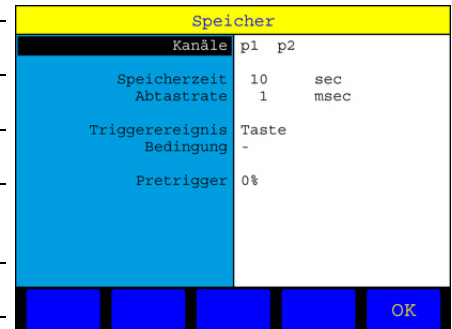 Speicher
Kanäle p1 p2
Speicherzeit 10 sec
Abtastrate 1 msec
Triggerereignis Taste
Bedingung -
Pretrigger 0%
OK